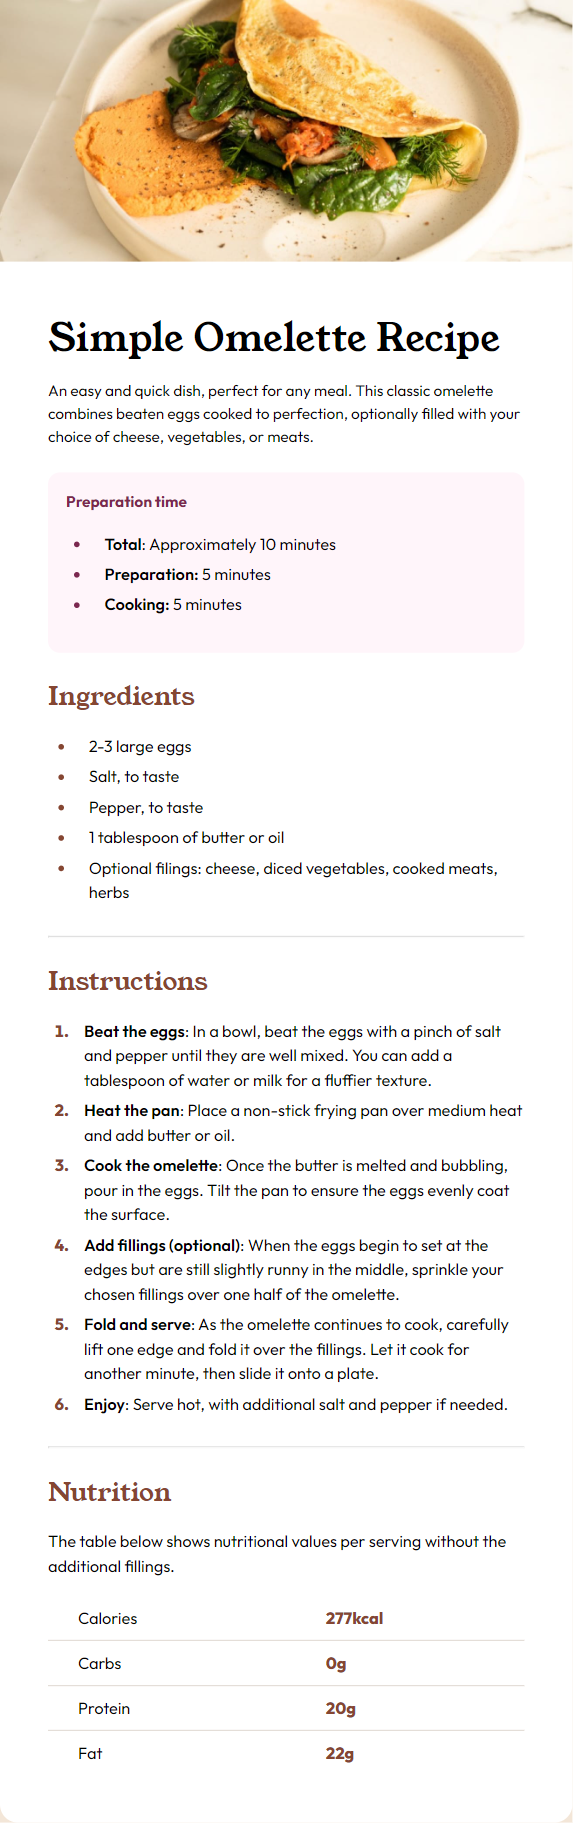 Simple Omelette Recipe
An easy and quick dish, perfect for any meal. This classic omelette
combines beaten eggs cooked to perfection, optionally filled with your
choice of cheese, vegetables, or meats.
Preparation time
• Total: Approximately 10 minutes
• Preparation: 5 minutes
• Cooking: 5 minutes
Ingredients
• 2-3 large eggs
• Salt, to taste
• Pepper, to taste
• 1 tablespoon of butter or oil
• Optional filings: cheese, diced vegetables, cooked meats,
herbs
Instructions
1. Beat the eggs: In a bowl, beat the eggs with a pinch of salt
and pepper until they are well mixed. You can add a
tablespoon of water or milk for a fluffier texture.
2. Heat the pan: Place a non-stick frying pan over medium heat
and add butter or oil.
3. Cook the omelette: Once the butter is melted and bubbling,
pour in the eggs. Tilt the pan to ensure the eggs evenly coat
the surface.
4. Add fillings (optional): When the eggs begin to set at the
edges but are still slightly runny in the middle, sprinkle your
chosen fillings over one half of the omelette.
5. Fold and serve: As the omelette continues to cook, carefully
lift one edge and fold it over the fillings. Let it cook for
another minute, then slide it onto a plate.
6. Enjoy: Serve hot, with additional salt and pepper if needed.
Nutrition
The table below shows nutritional values per serving without the
additional fillings.
Calories 277kcal
Carbs 0g
Protein 20g
Fat 22g